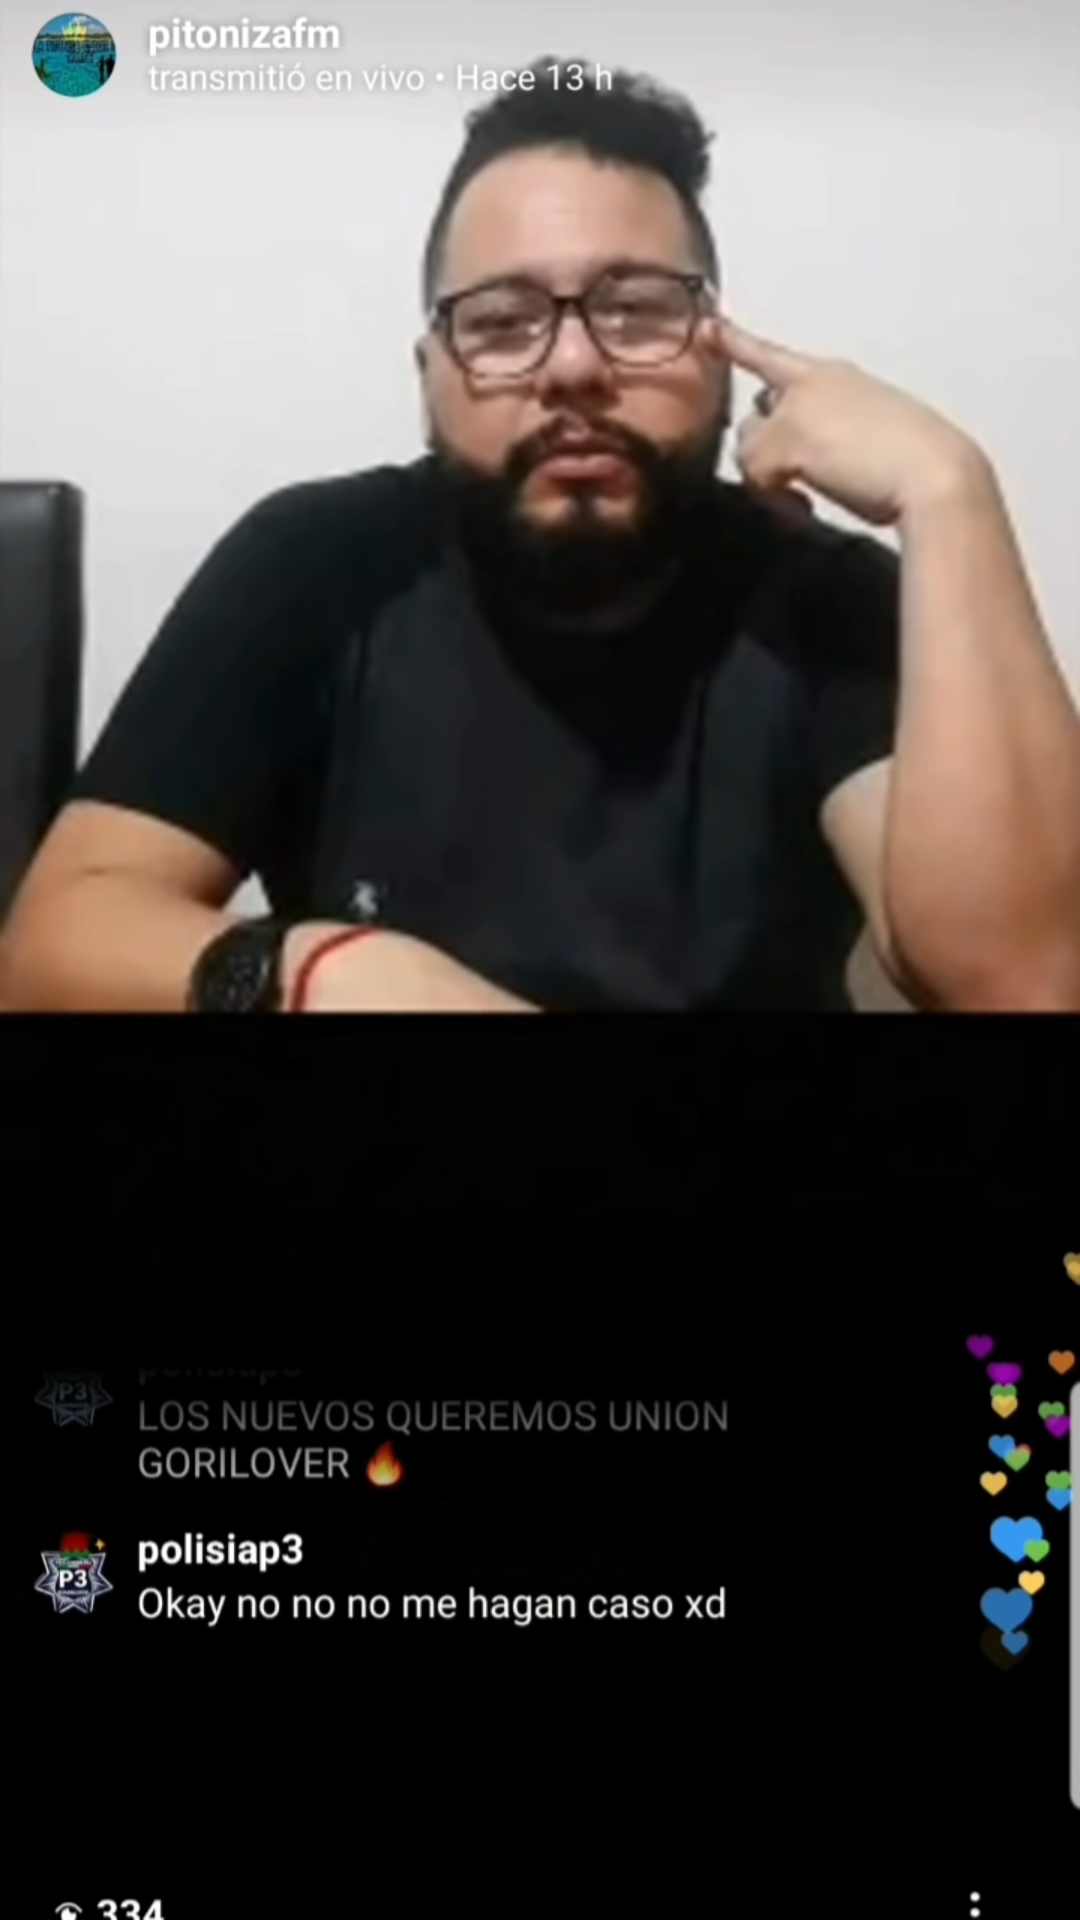 pitonizafm
transmitió en vivo • Hace 13 h
LOS NUEVOS QUEREMOS UNION
GORILOVER 🔥
P3
polisiap3
Okay no no no me hagan caso xd
334